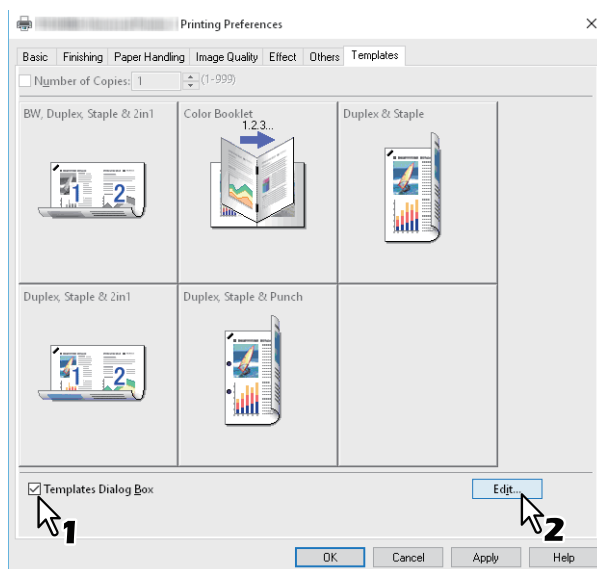 Printing Preferences
Basic Finishing Paper Handling Image Quality Effect Others Templates
Number of Copies: 1 (1-999)
BW, Duplex, Staple & 2in1
Color Booklet
Duplex & Staple
1.2.3...
1 2
Duplex, Staple & 2in1
Duplex, Staple & Punch
1 2
Templates Dialog Box
Edit...
1
2
OK Cancel Apply Help